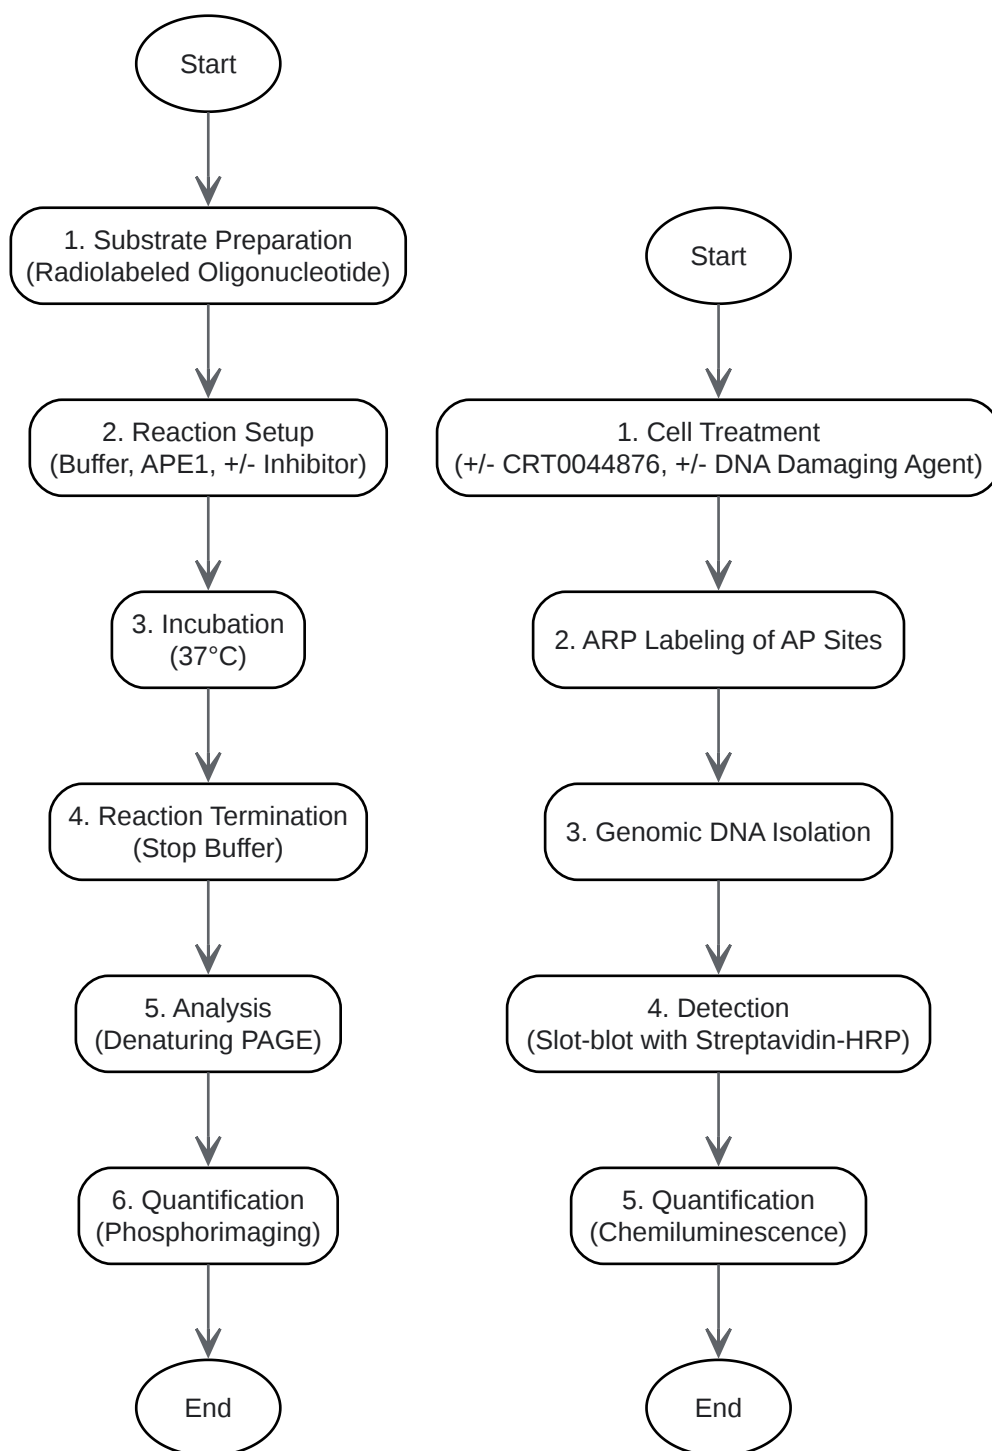 Start
1. Substrate Preparation
(Radiolabeled Oligonucleotide)
2. Reaction Setup
(Buffer, APE1, +/- Inhibitor)
3. Incubation
(37°C)
4. Reaction Termination
(Stop Buffer)
5. Analysis
(Denaturing PAGE)
6. Quantification
(Phosphorimaging)
End
Start
1. Cell Treatment
(+/- CRT0044876, +/- DNA Damaging Agent)
2. ARP Labeling of AP Sites
3. Genomic DNA Isolation
4. Detection
(Slot-blot with Streptavidin-HRP)
5. Quantification
(Chemiluminescence)
End